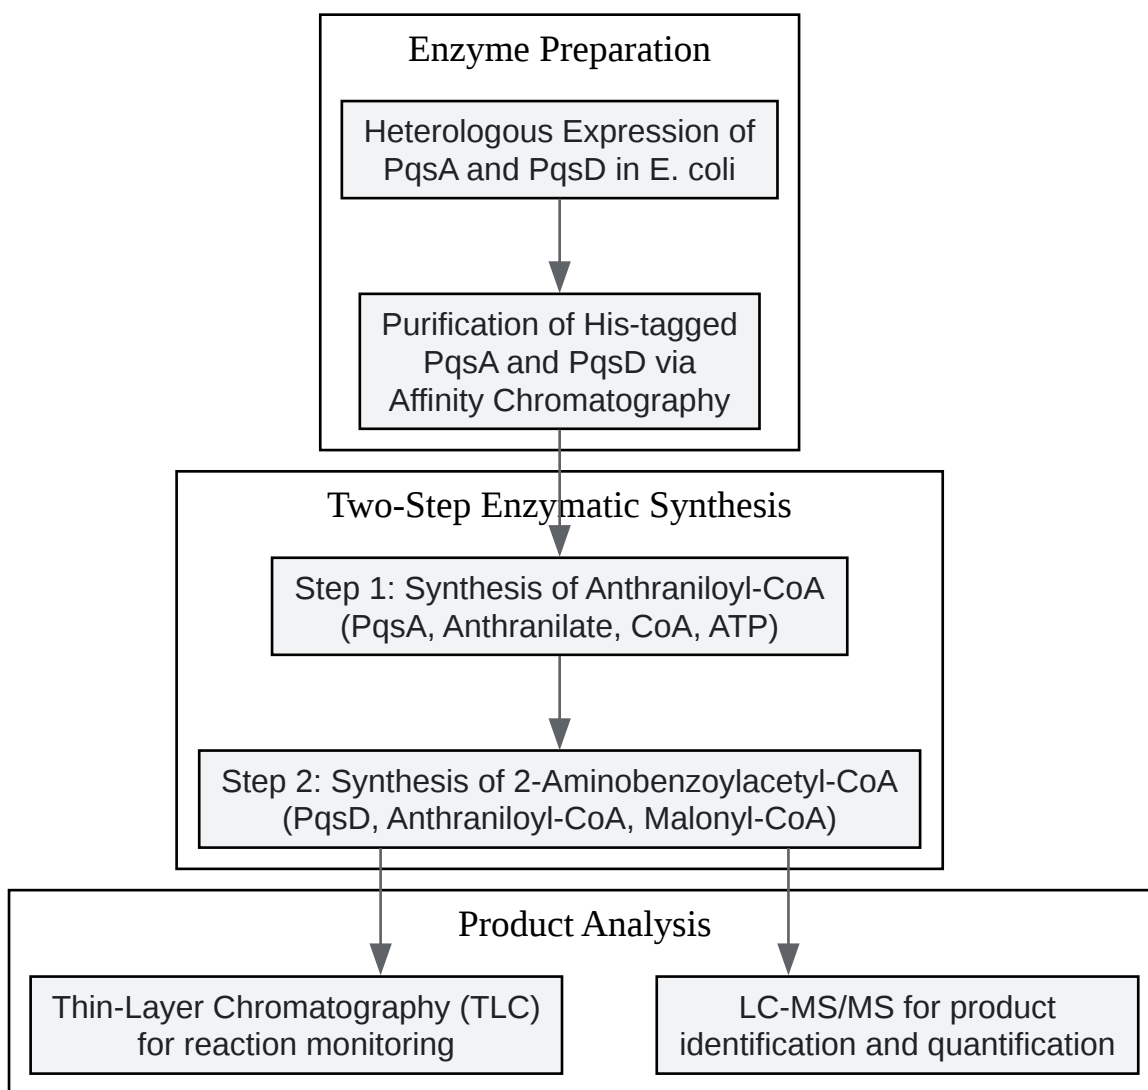 Enzyme Preparation
Heterologous Expression of
PqsA and PqsD in E. coli
Purification of His-tagged
PqsA and PqsD via
Affinity Chromatography
Two-Step Enzymatic Synthesis
Step 1: Synthesis of Anthraniloyl-CoA
(PqsA, Anthranilate, CoA, ATP)
Step 2: Synthesis of 2-Aminobenzoylacetyl-CoA
(PqsD, Anthraniloyl-CoA, Malonyl-CoA)
Product Analysis
Thin-Layer Chromatography (TLC)
for reaction monitoring
LC-MS/MS for product
identification and quantification